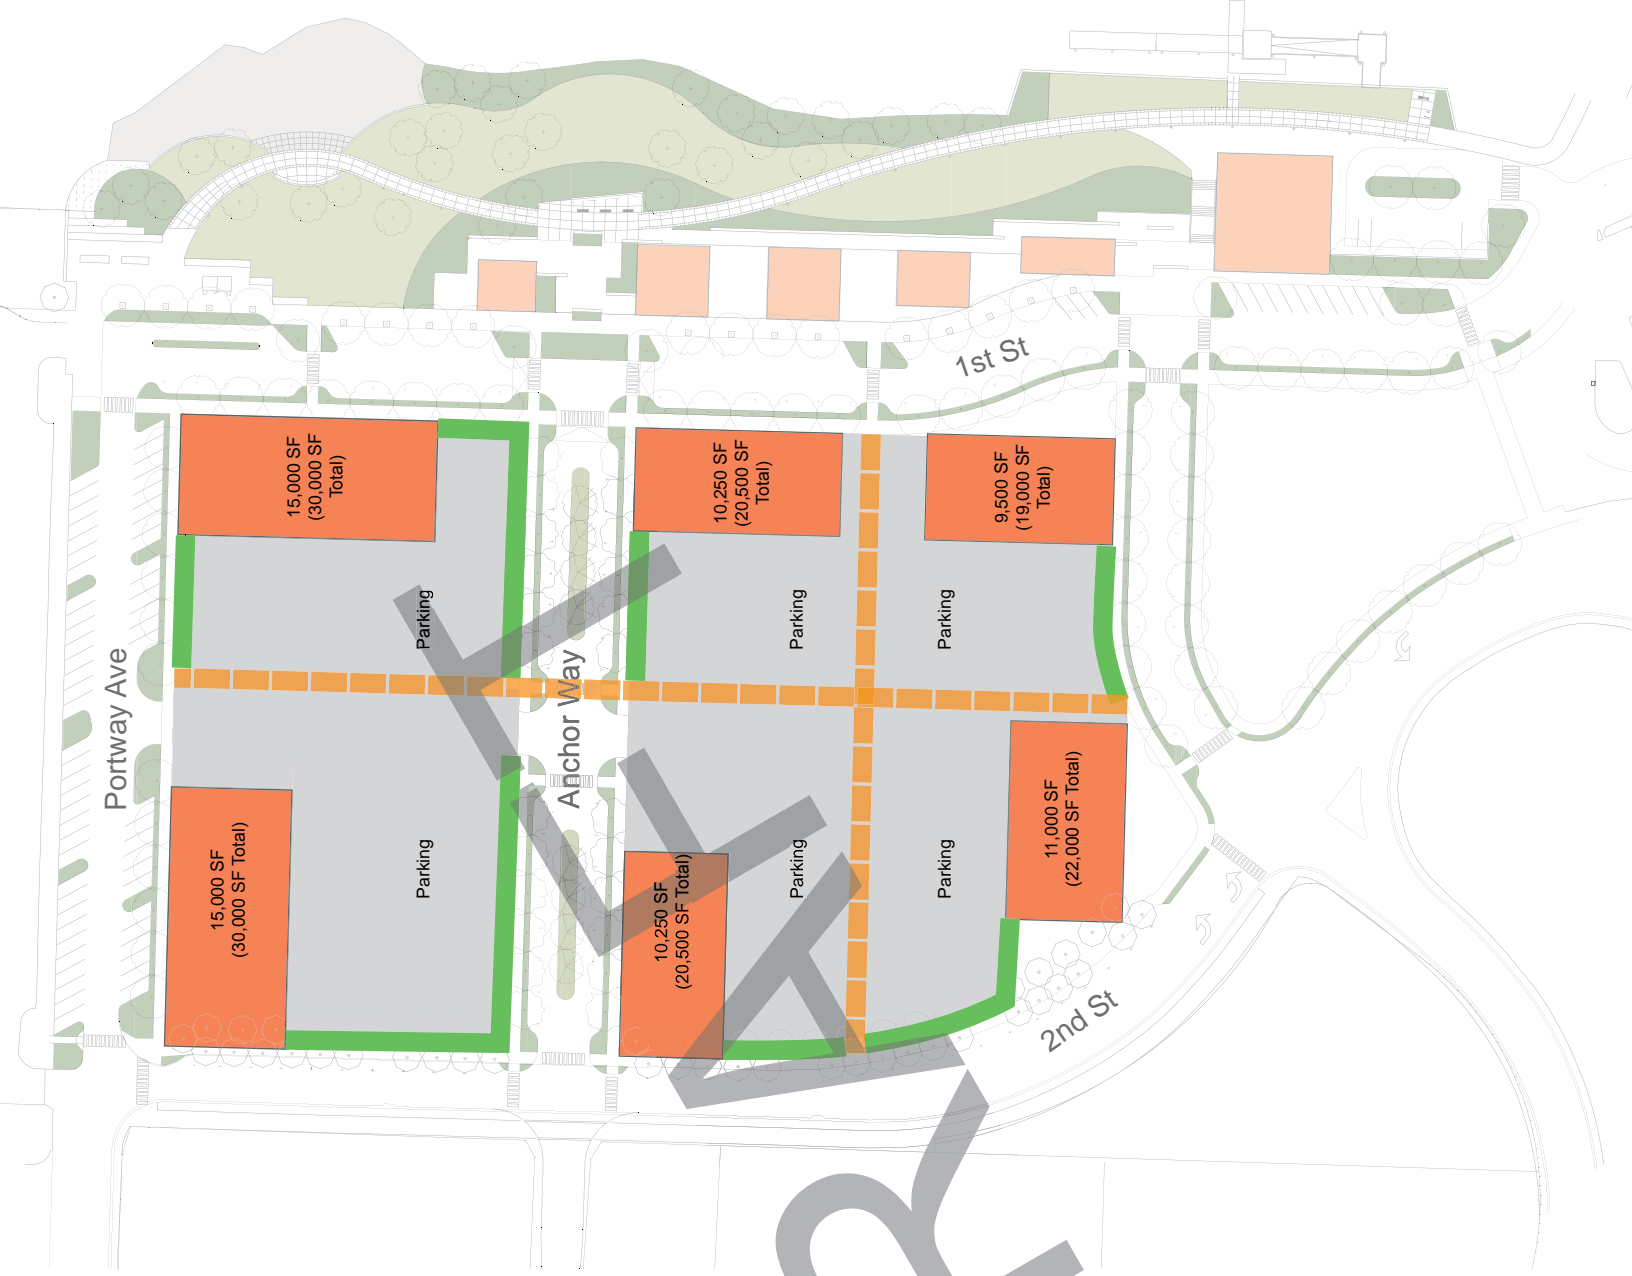 1st St
15,000 SF
(30,000 SF
Total)
10,250 SF
(20,500 SF
Total)
9,500 SF
(19,000 SF
Total)
Parking
Parking
Parking
Portway Ave
Anchor Way
15,000 SF
(30,000 SF Total)
Parking
10,250 SF
(20,500 SF Total)
Parking
Parking
11,000 SF
(22,000 SF Total)
2nd St
DRAFT